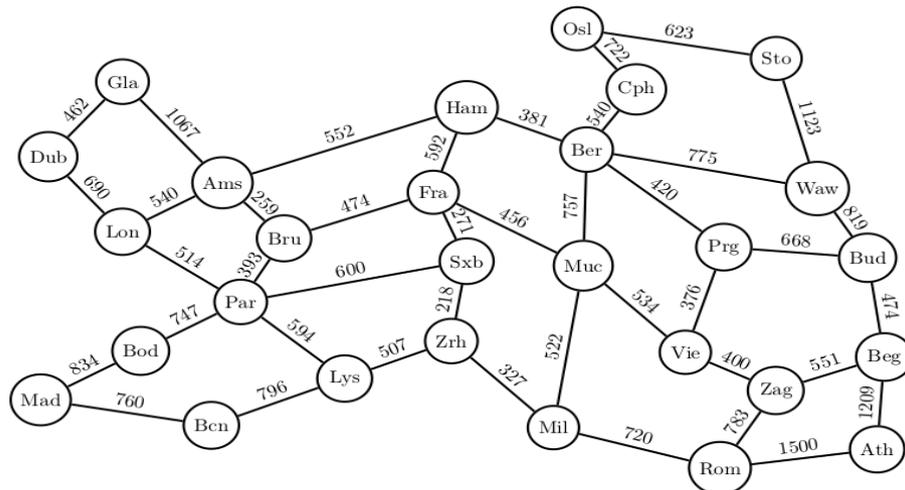 Osl
623
722
Sto
Gla
Cph
462
1067
Ham
381
540
1123
552
592
Dub
Ber
775
Ams
Waw
690
540
259
474
Fra
757
420
819
271
456
Lon
Bru
Prg
668
Bud
514
393
600
Sxb
Muc
376
474
Par
218
534
747
594
507
Zrh
522
Bod
Vie
400
551
Beg
834
Lys
327
Zag
Mad
760
796
783
1209
Bcn
Mil
720
1500
Ath
Rom